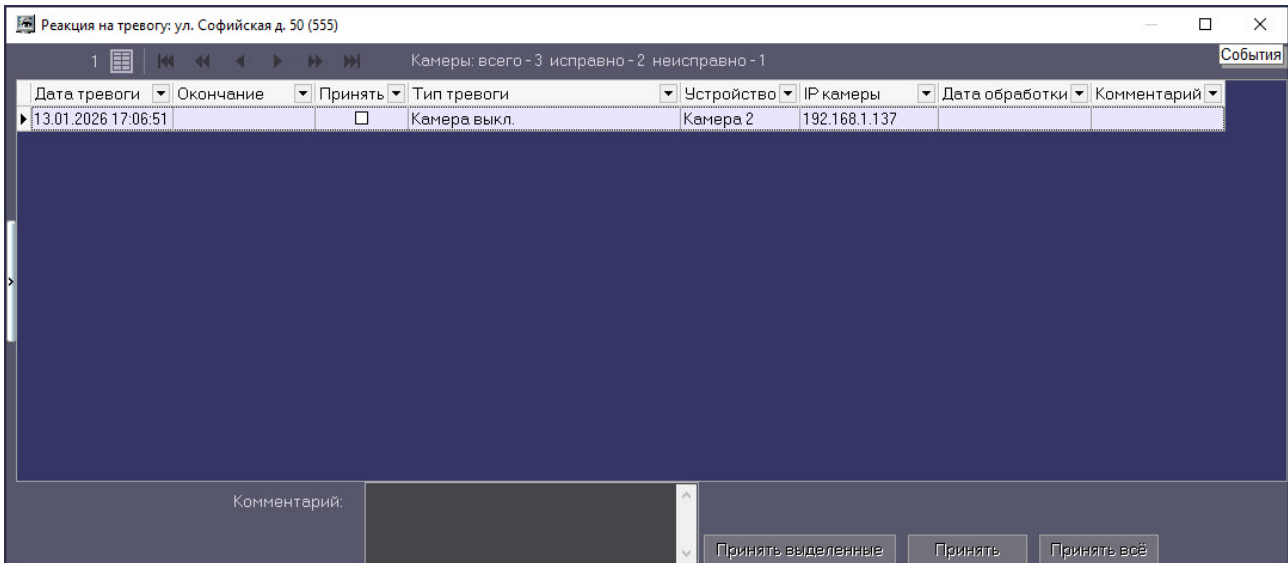 Реакция на тревогу: ул. Софийская д. 50 (555)
1 Камеры: всего - 3 исправно - 2 неисправно - 1
События
Дата тревоги Окончание Принять Тип тревоги Устройство IP камеры Дата обработки Комментарий
13.01.2026 17:06:51 Камера выкл. Камера 2 192.168.1.137
Комментарий:
Принять выделенные Принять Принять всё